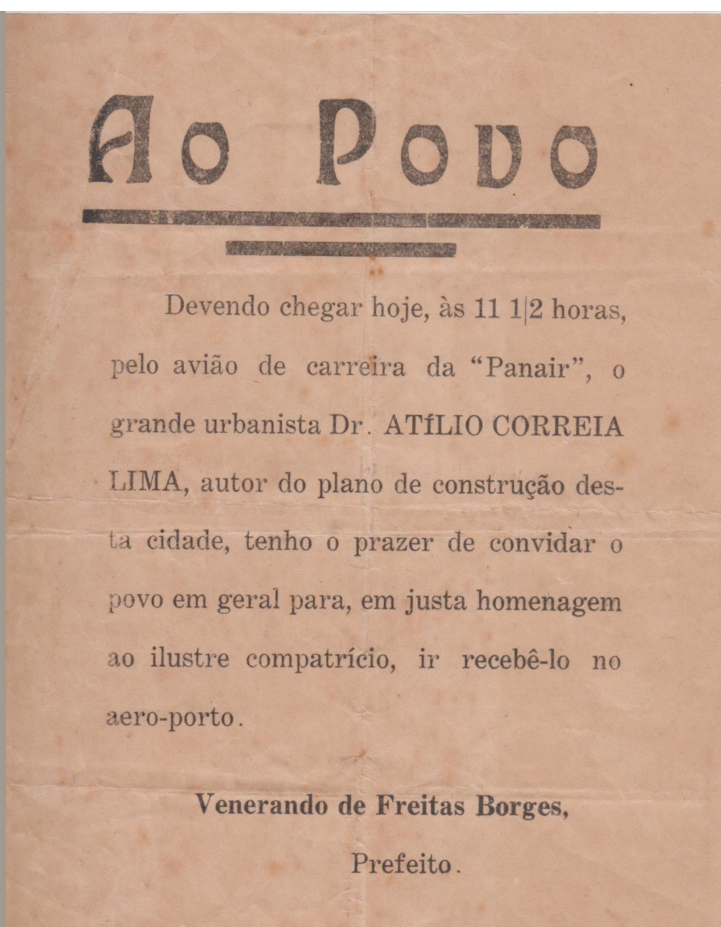 Ao Povo
Devendo chegar hoje, às 11 1|2 horas,
pelo avião de carreira da “Panair”, o
grande urbanista Dr. ATíLIO CORREIA
LIMA, autor do plano de construção des-
ta cidade, tenho o prazer de convidar o
povo em geral para, em justa homenagem
ao ilustre compatrício, ir recebê-lo no
aero-porto.
Venerando de Freitas Borges,
Prefeito.